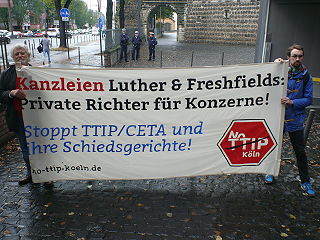 Kanzleien Luther & Freshfields:
Private Richter für Konzerne!
Stoppt TTIP/CETA und
ihre Schiedsgerichte!
no-ttip-koeln.de
No
TTIP
Köln